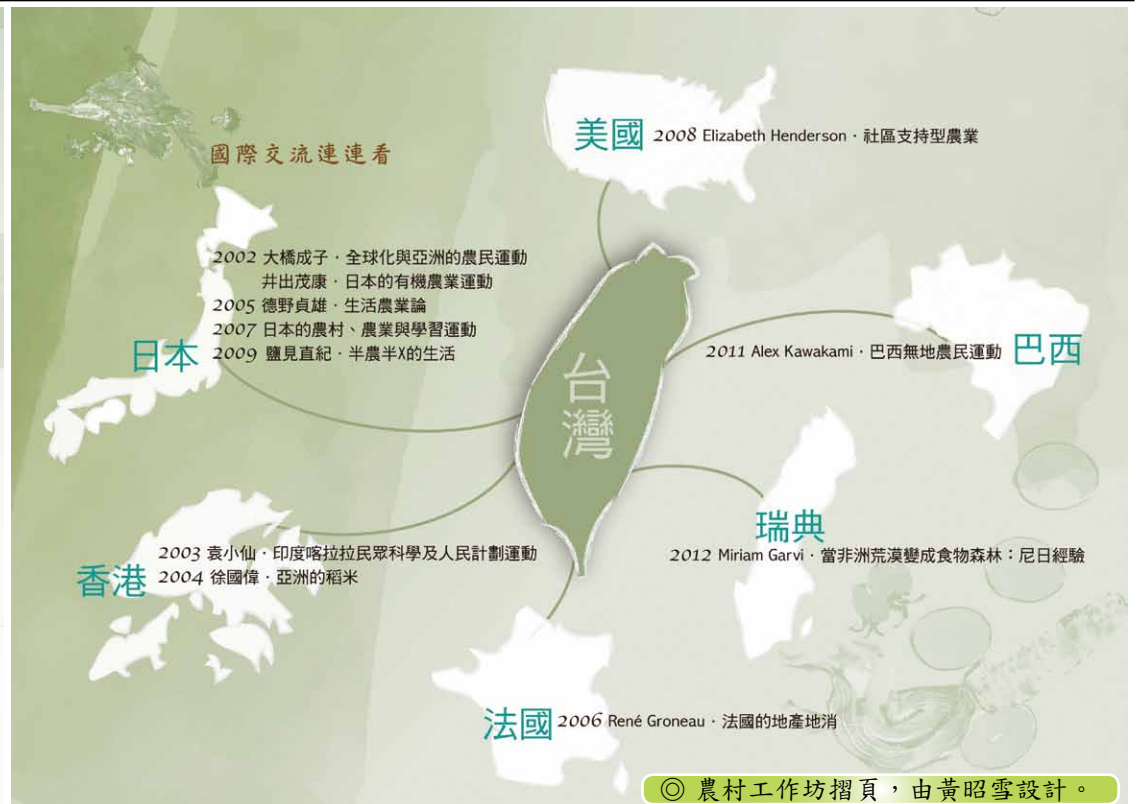 國際交流連連看
美國 2008 Elizabeth Henderson．社區支持型農業
2002 大橋成子．全球化與亞洲的農民運動
井出茂康．日本的有機農業運動
2005 德野貞雄．生活農業論
2007 日本的農村、農業與學習運動
日本 2009 鹽見直紀．半農半X的生活
台灣
2011 Alex Kawakami．巴西無地農民運動 巴西
瑞典
2012 Miriam Garvi．當非洲荒漠變成食物森林：尼日經驗
2003 袁小仙．印度喀拉拉民眾科學及人民計劃運動
香港 2004 徐國偉．亞洲的稻米
法國 2006 René Groneau．法國的地產地消
◎ 農村工作坊摺頁，由黃昭雪設計。